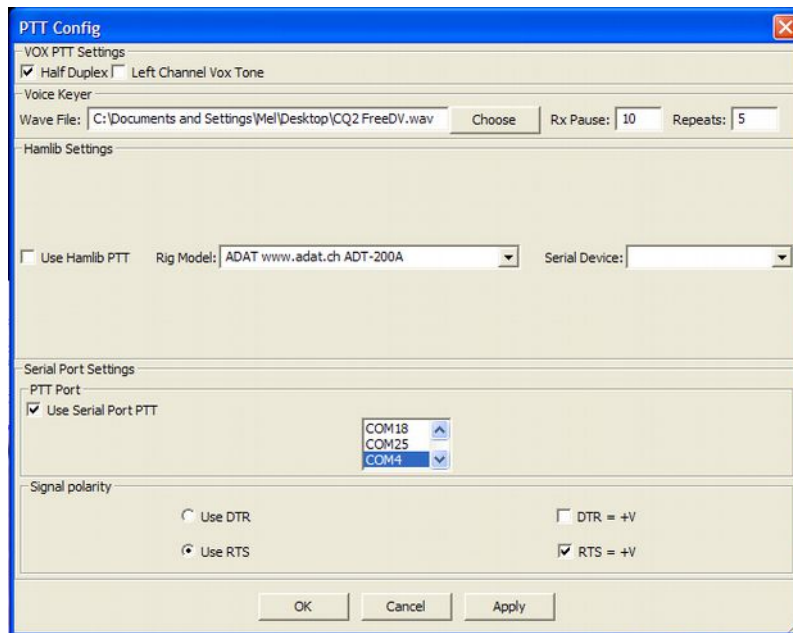 PTT Config
VOX PTT Settings
Half Duplex Left Channel Vox Tone
Voice Keyer
Wave File: C:\Documents and Settings\Mel\Desktop\CQ2 FreeDV.wav Choose Rx Pause: 10 Repeats: 5
Hamlib Settings
Use Hamlib PTT Rig Model: ADAT www.adat.ch ADT-200A Serial Device:
Serial Port Settings
PTT Port
Use Serial Port PTT
COM18
COM25
COM4
Signal polarity
Use DTR DTR = +V
Use RTS RTS = +V
OK Cancel Apply